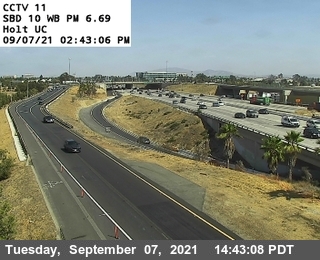 CCTV 11
SBD 10 WB PM 6.69
Holt UC
09/07/21 02:43:06 PM
Tuesday, September 07, 2021 14:43:08 PDT